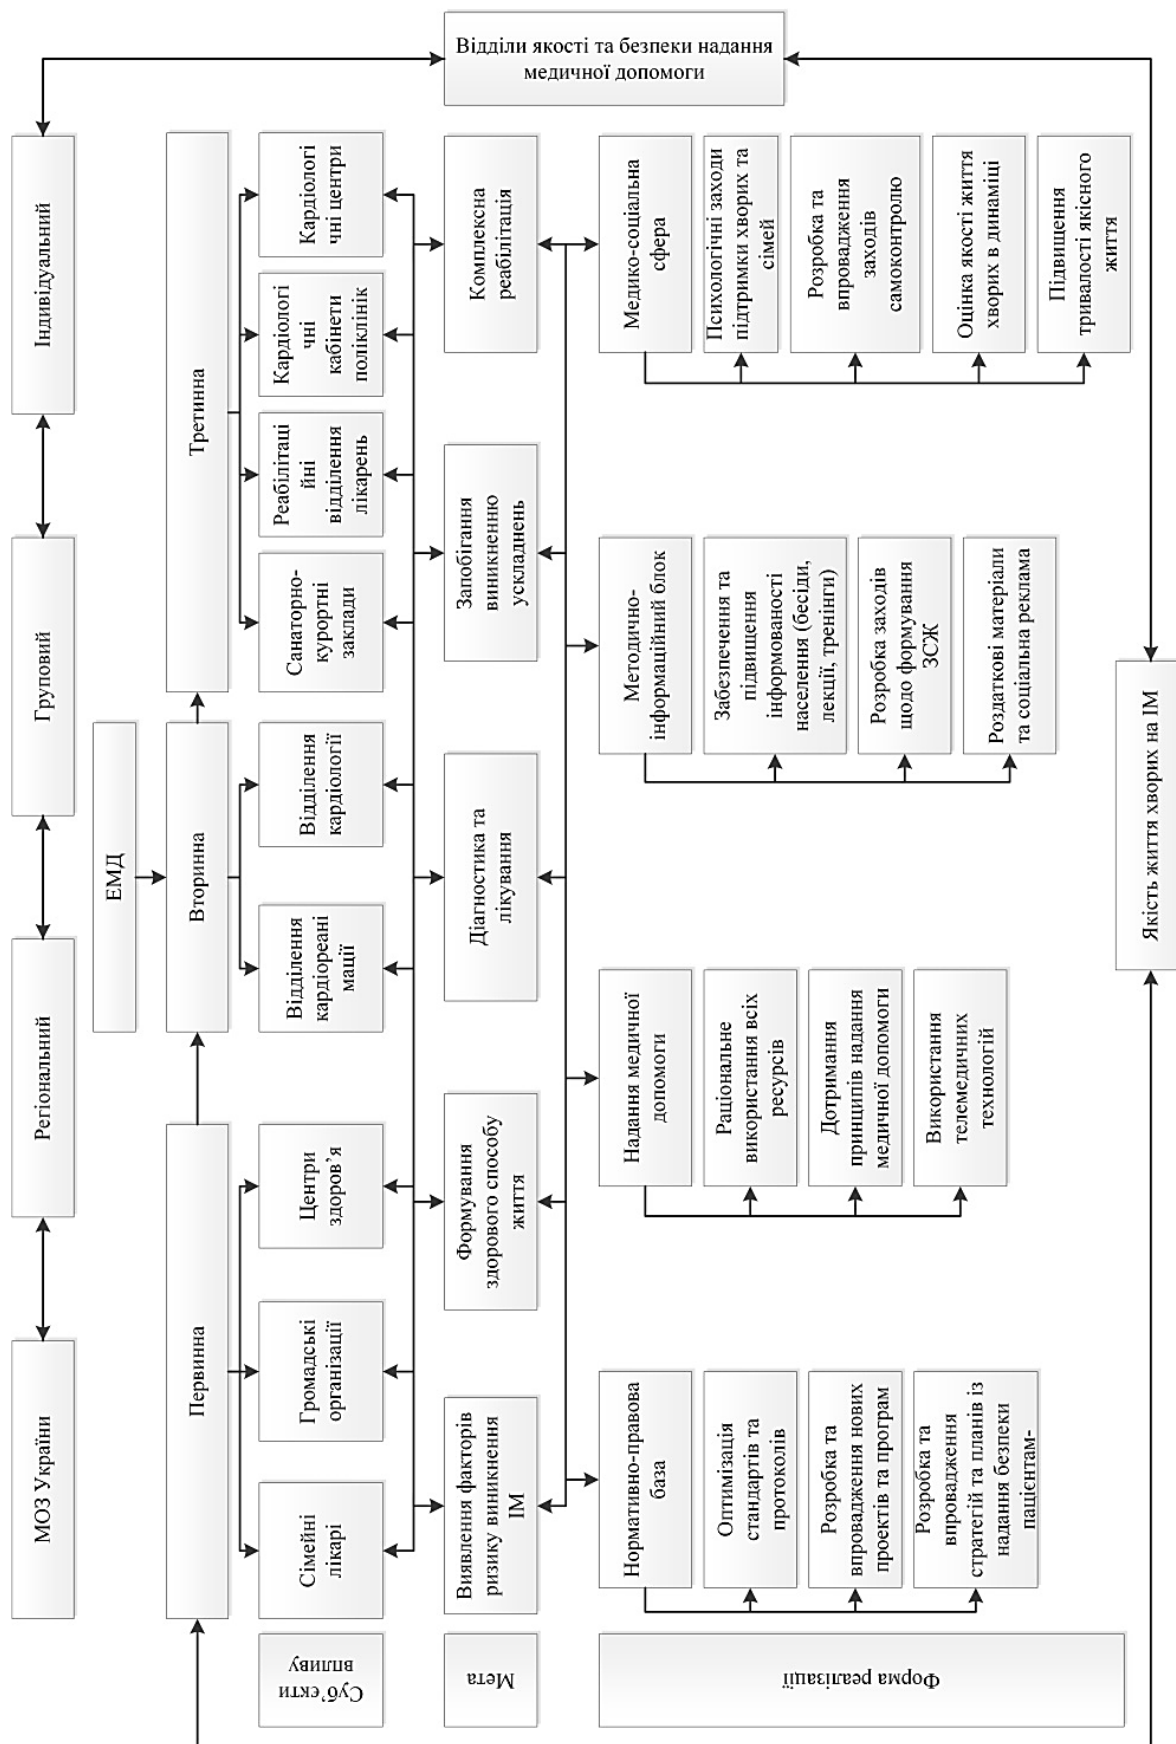 МОЗ України
Регіональний
Груповий
Індивідуальний
Відділи якості та безпеки надання
медичної допомоги
ЕМД
Первинна
Вторинна
Третинна
Суб’єкти
впливу
Сімейні
лікарі
Громадські
організації
Центри
здоров’я
Відділення
кардіореані
мації
Відділення
кардіології
Санаторно-
курортні
заклади
Реабілітаці
йні
відділення
лікарень
Кардіологі
чні
кабінети
поліклінік
Кардіологі
чні центри
Мета
Виявлення факторів
ризику виникнення
ІМ
Формування
здорового способу
життя
Діагностика та
лікування
Запобігання
виникненню
ускладнень
Комплексна
реабілітація
Форма реалізації
Нормативно-правова
база
Оптимізація
стандартів та
протоколів
Розробка та
впровадження нових
проектів та програм
Розробка та
впровадження
стратегій та планів із
надання безпеки
пацієнтам-
Надання медичної
допомоги
Раціональне
використання всіх
ресурсів
Дотримання
принципів надання
медичної допомоги
Використання
телемедичних
технологій
Методично-
інформаційний блок
Забезпечення та
підвищення
інформованості
населення (бесіди,
лекції, тренінги)
Розробка заходів
щодо формування
ЗСЖ
Роздаткові матеріали
та соціальна реклама
Медико-соціальна
сфера
Психологічні заходи
підтримки хворих та
сімей
Розробка та
впровадження
заходів
самоконтролю
Оцінка якості життя
хворих в динаміці
Підвищення
тривалості якісного
життя
Якість життя хворих на ІМ